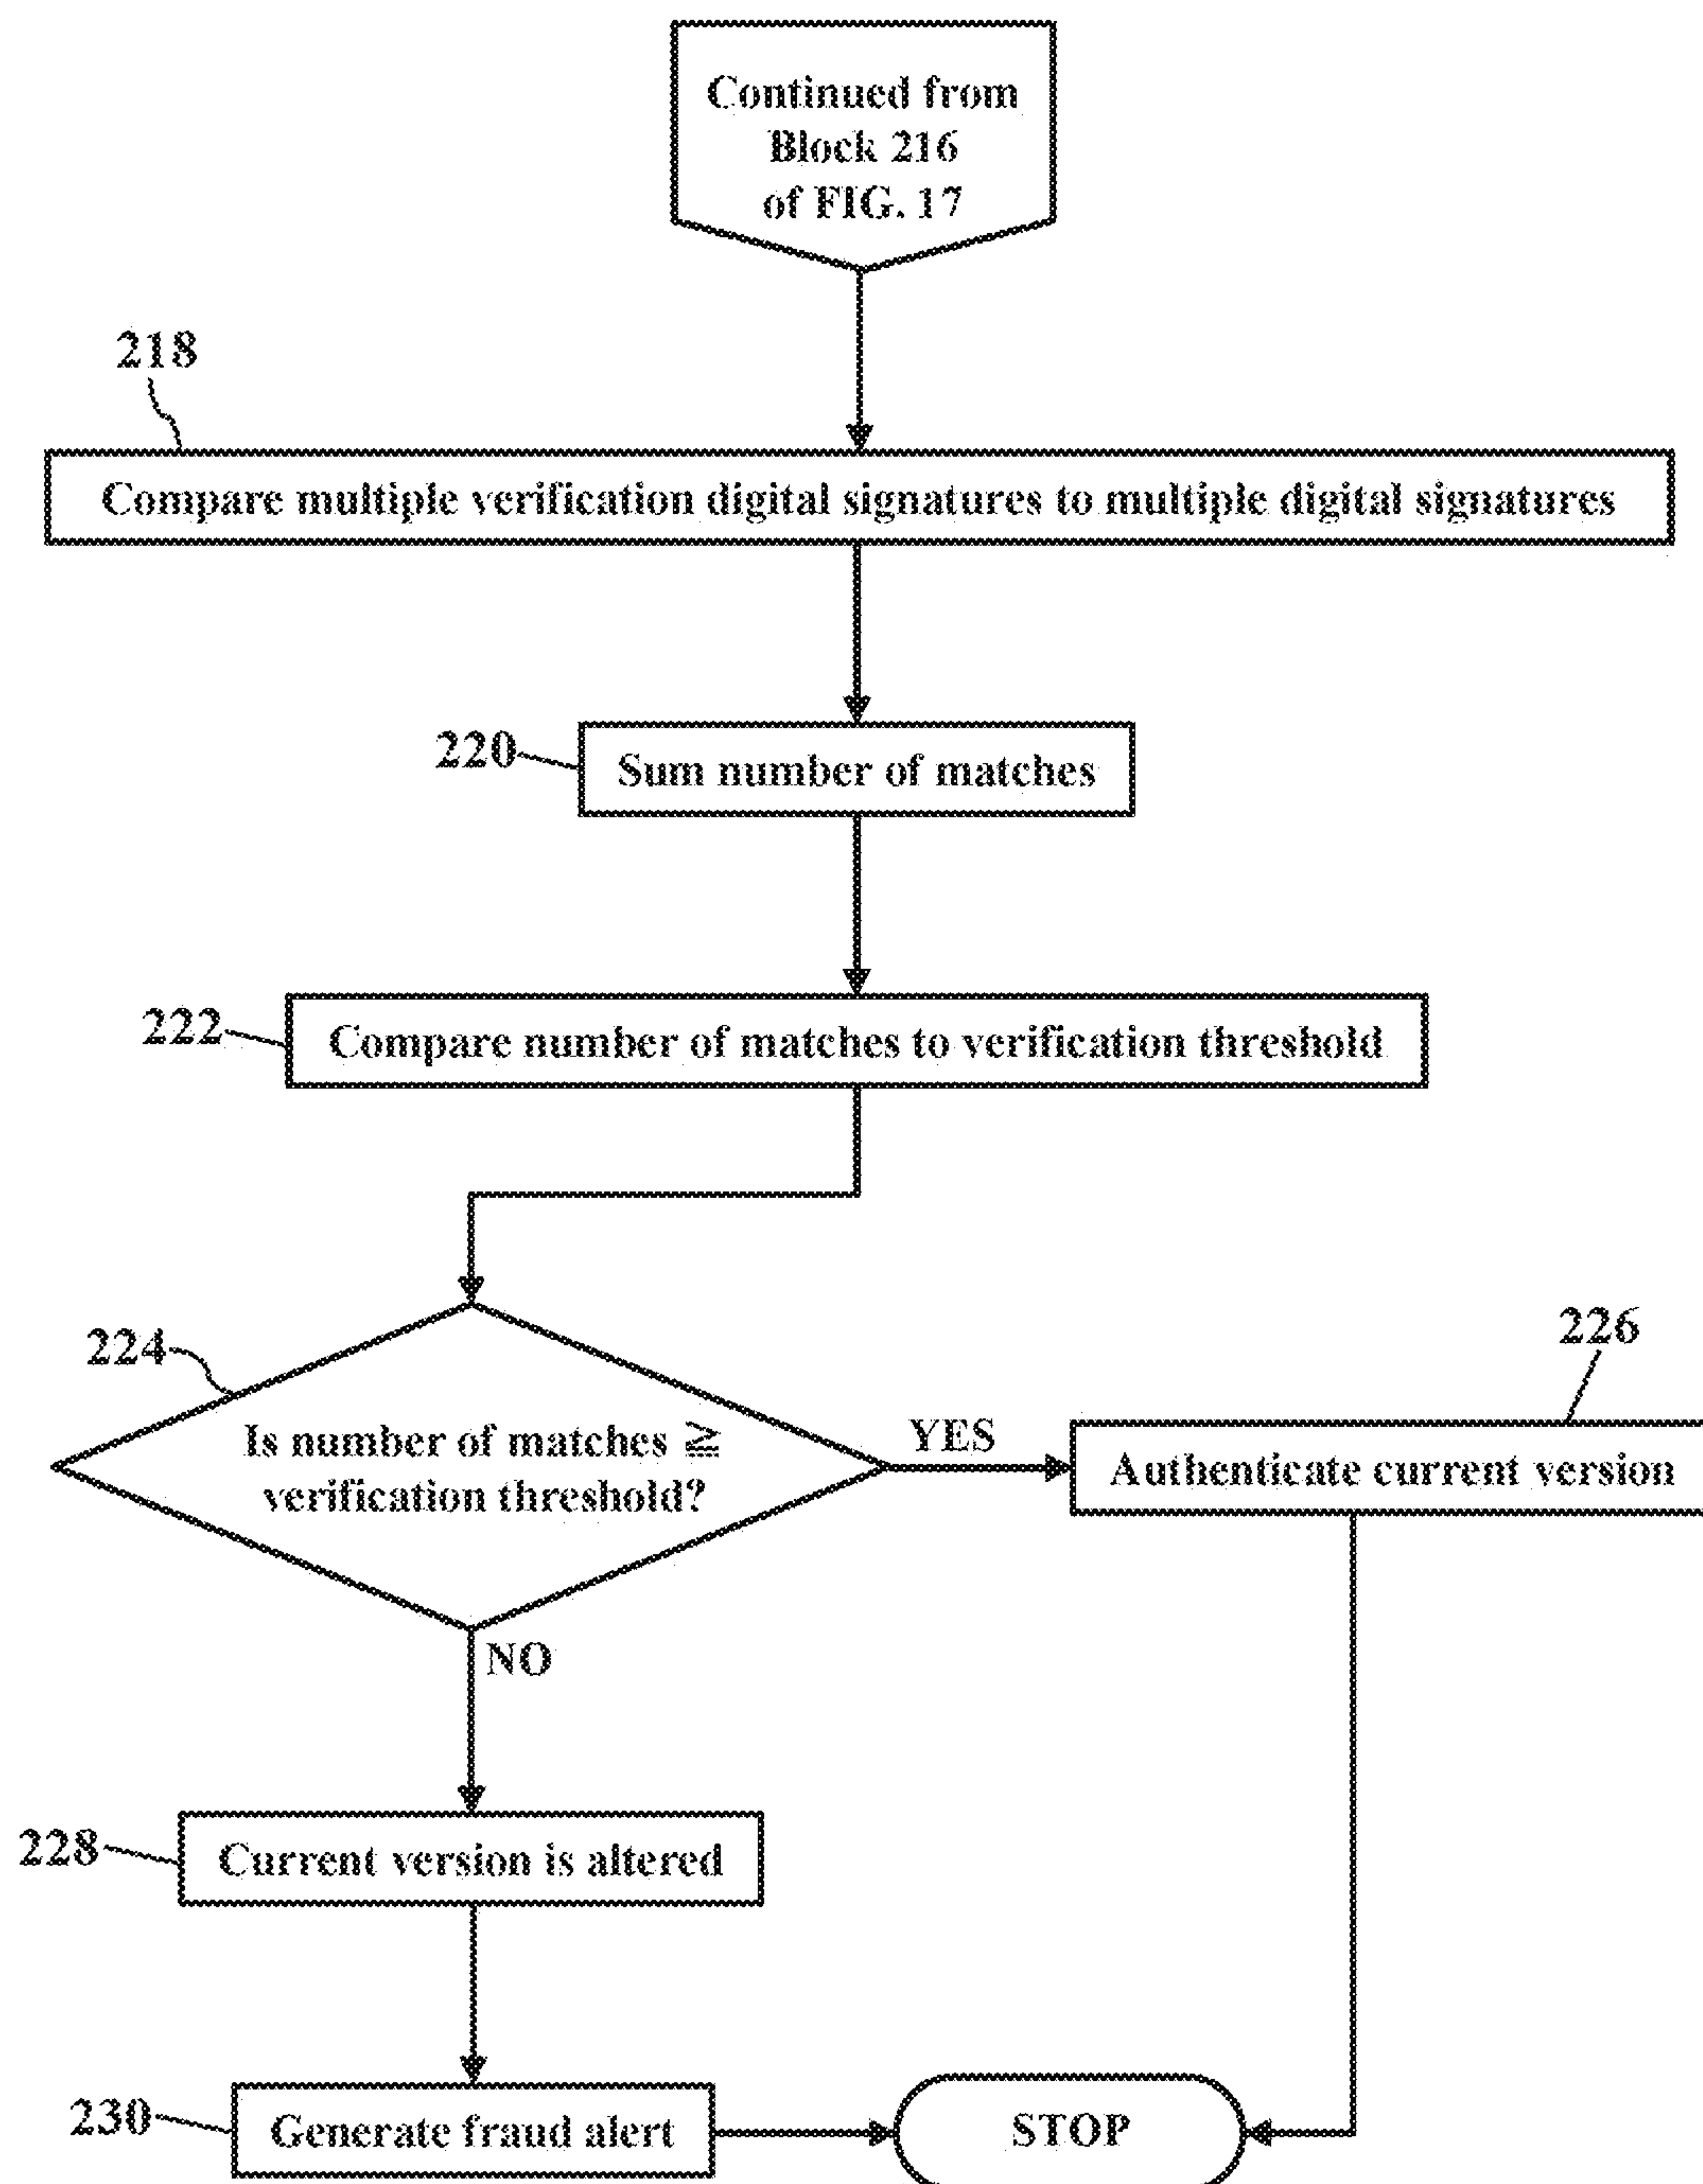 Continued from
Block 216
of FIG. 17
218
Compare multiple verification digital signatures to multiple digital signatures
220
Sum number of matches
222
Compare number of matches to verification threshold
224
Is number of matches ≧
verification threshold?
YES
226
Authenticate current version
NO
228
Current version is altered
230
Generate fraud alert
STOP